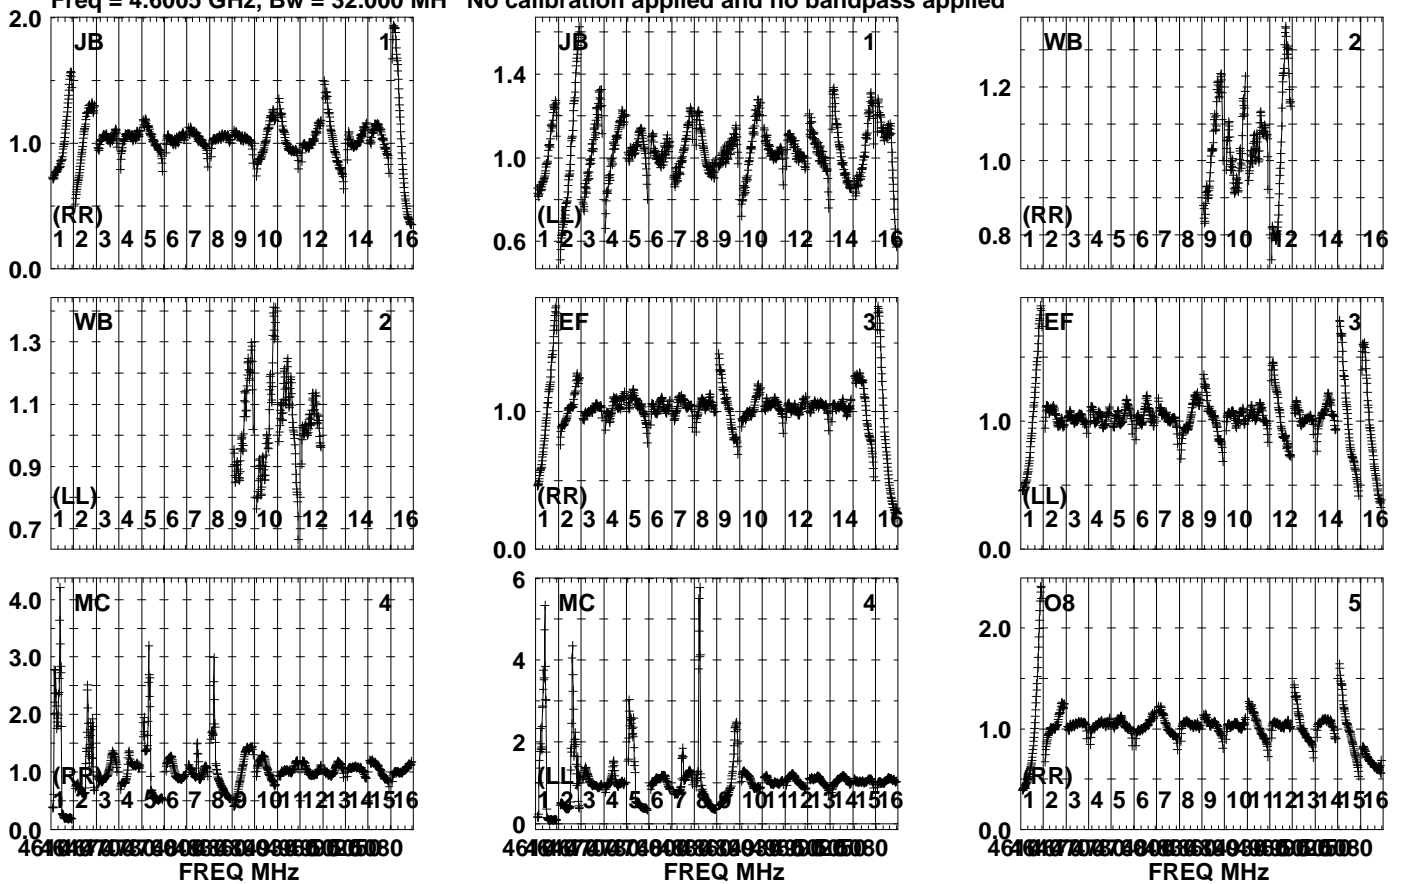 Freq = 4.6005 GHz, Bw = 32.000 MH No calibration applied and no bandpass applied
2.0 JB 1 JB 1 WB 2
1.4
1.2
1.0 1.0 1.0
(RR) (LL) (RR)
0.6 0.8
1 2 3 4 5 6 7 8 9 10 12 14 16 1 2 3 4 5 6 7 8 9 10 12 14 16 1 2 3 4 5 6 7 8 9 10 12 14 16
0.0
WB 2 EF 3 EF 3
1.3
1.1 1.0 1.0
0.9
(LL) (RR) (LL)
0.7
1 2 3 4 5 6 7 8 9 10 12 14 16 1 2 3 4 5 6 7 8 9 10 12 14 16 1 2 3 4 5 6 7 8 9 10 12 14 16
0.0 0.0
MC 4 6 MC 4 O8 5
4.0
3.0 4 2.0
2.0 2 1.0
1.0
(RR) (LL) (RR)
1 2 3 4 5 6 7 8 9 10 11 12 13 14 15 16 1 2 3 4 5 6 7 8 9 10 11 12 13 14 15 16 1 2 3 4 5 6 7 8 9 10 11 12 13 14 15 16
0.0 0 0.0
FREQ MHz FREQ MHz FREQ MHz